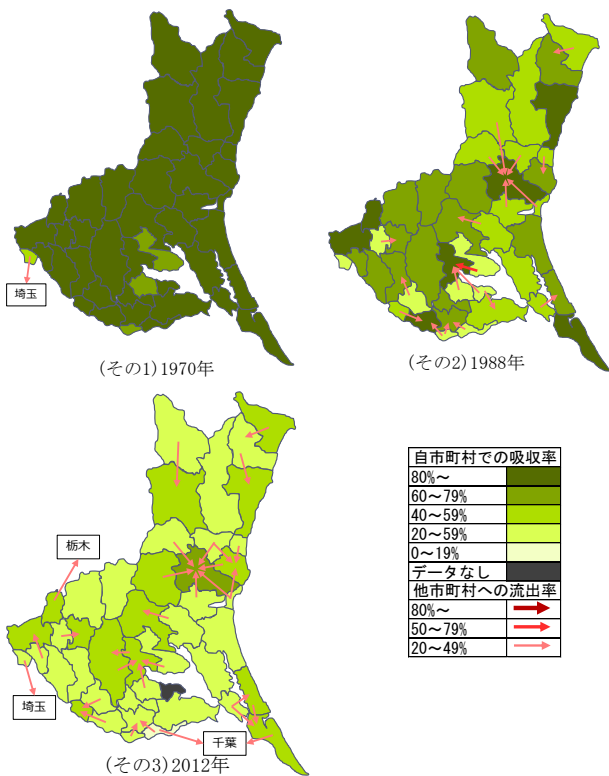 埼玉
(その1)1970年
(その2)1988年
栃木
埼玉
千葉
(その3)2012年
自市町村での吸収率
80%～
60～79%
40～59%
20～59%
0～19%
データなし
他市町村への流出率
80%～
50～79%
20～49%